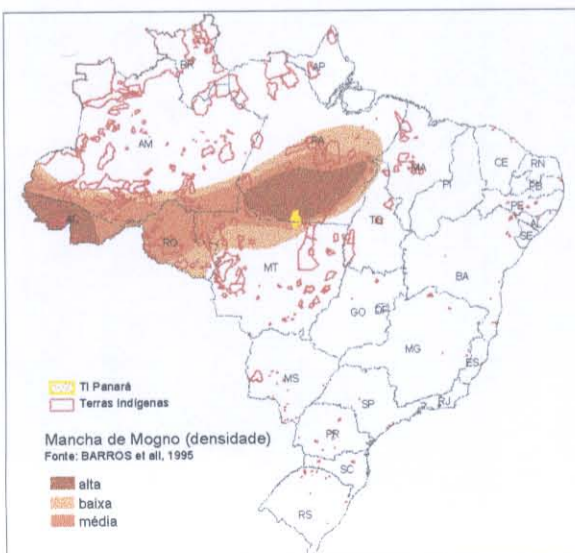 RR
AP
AM
PA
MA
CE
RN
PB
PI
PE
AL
SE
AC
RO
TO
MT
BA
GO
DF
MG
ES
MS
SP
RJ
PR
SC
RS
TI Panará
Terras Indígenas
Mancha de Mogno (densidade)
Fonte: BARROS et all, 1995
alta
baixa
média